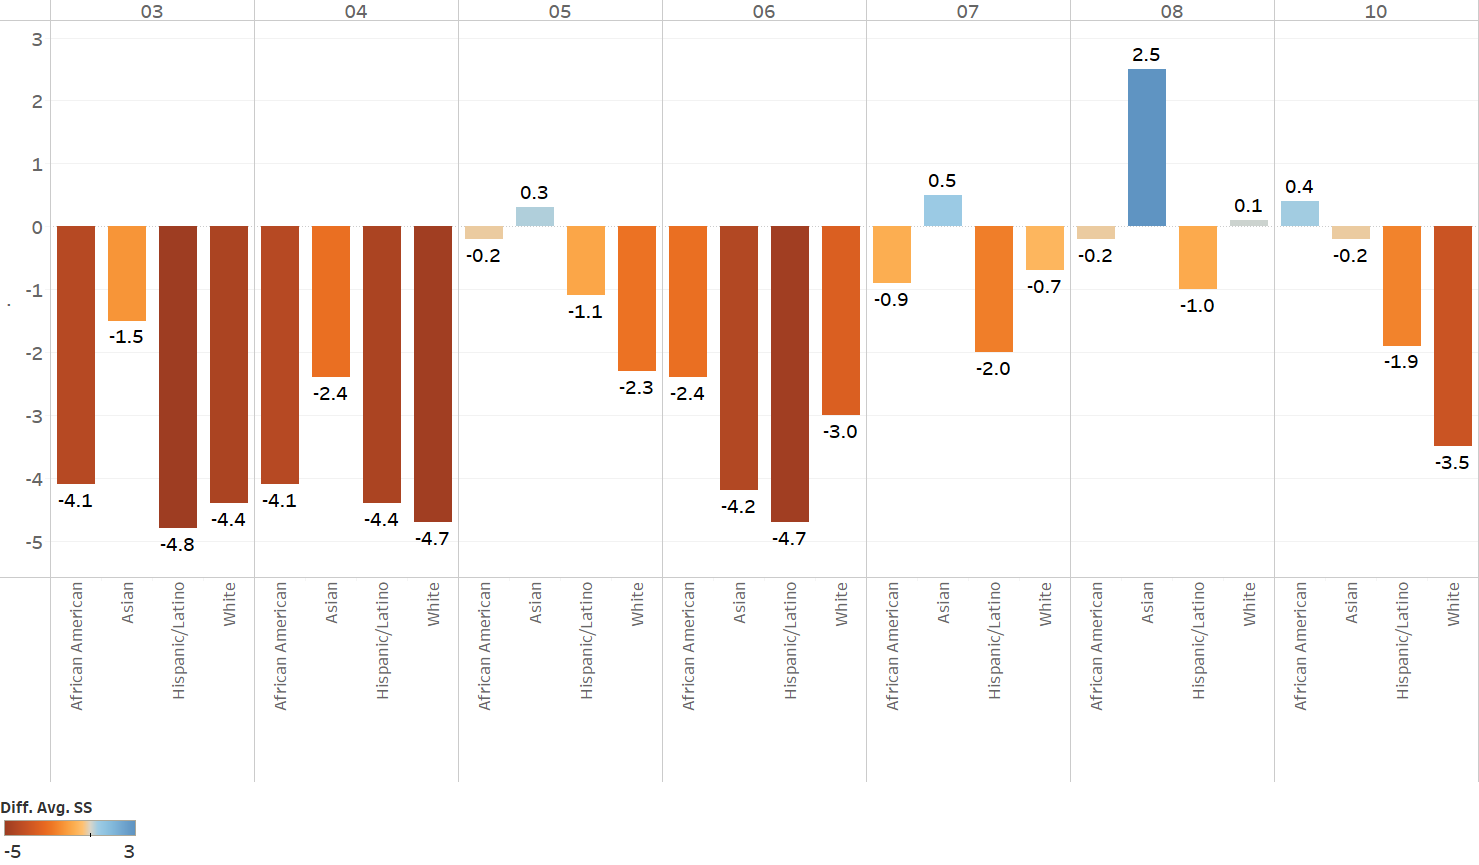 03 04 05 06 07 08 10
3
2
1
0
-1
-2
-3
-4
-5
-4.1 -1.5 -4.8 -4.4 -4.1 -2.4 -4.4 -4.7 -0.2 0.3 -1.1 -2.3 -2.4 -4.2 -4.7 -3.0 -0.9 0.5 -2.0 -0.7 -0.2 2.5 -1.0 0.1 0.4 -0.2 -1.9 -3.5
African American
Asian
Hispanic/Latino
White
African American
Asian
Hispanic/Latino
White
African American
Asian
Hispanic/Latino
White
African American
Asian
Hispanic/Latino
White
African American
Asian
Hispanic/Latino
White
African American
Asian
Hispanic/Latino
White
African American
Asian
Hispanic/Latino
White
Diff. Avg. SS
-5 3